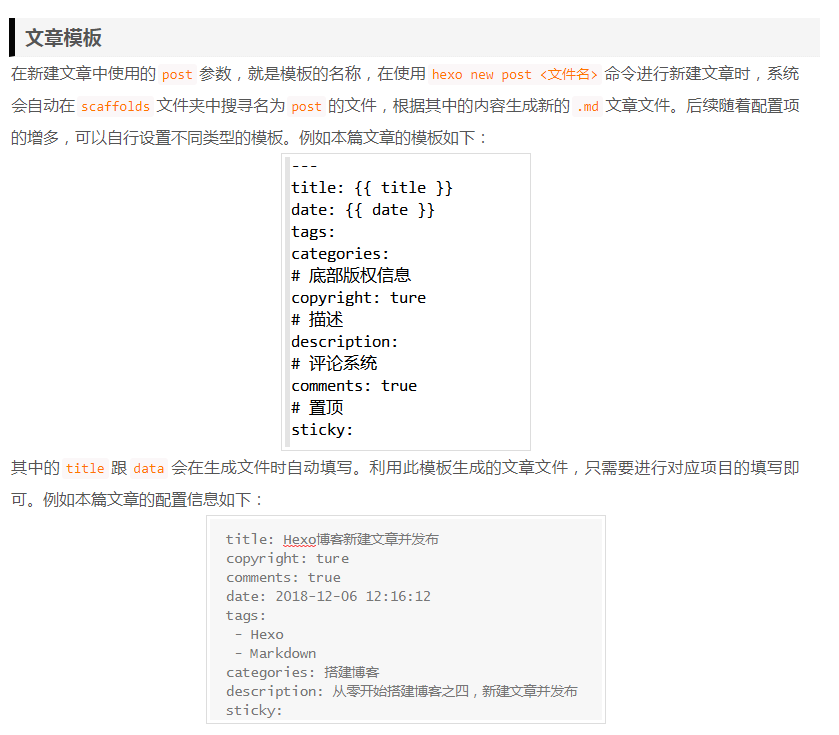 文章模板
在新建文章中使用的 post 参数，就是模板的名称，在使用 hexo new post <文件名> 命令进行新建文章时，系统
会自动在 scaffolds 文件夹中搜寻名为 post 的文件，根据其中的内容生成新的 .md 文章文件。后续随着配置项
的增多，可以自行设置不同类型的模板。例如本篇文章的模板如下：
---
title: {{ title }}
date: {{ date }}
tags:
categories:
# 底部版权信息
copyright: ture
# 描述
description:
# 评论系统
comments: true
# 置顶
sticky:
其中的 title 跟 data 会在生成文件时自动填写。利用此模板生成的文章文件，只需要进行对应项目的填写即
可。例如本篇文章的配置信息如下：
title: Hexo博客新建文章并发布
copyright: ture
comments: true
date: 2018-12-06 12:16:12
tags:
- Hexo
- Markdown
categories: 搭建博客
description: 从零开始搭建博客之四，新建文章并发布
sticky: